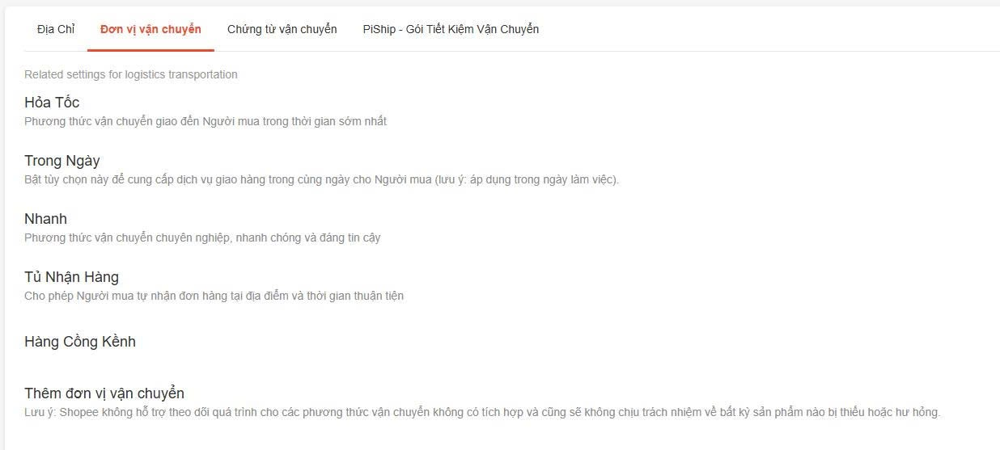 Địa Chỉ
Đơn vị vận chuyển
Chứng từ vận chuyển
PiShip - Gói Tiết Kiệm Vận Chuyển
Related settings for logistics transportation
Hỏa Tốc
Phương thức vận chuyển giao đến Người mua trong thời gian sớm nhất
Trong Ngày
Bật tùy chọn này để cung cấp dịch vụ giao hàng trong cùng ngày cho Người mua (lưu ý: áp dụng trong ngày làm việc).
Nhanh
Phương thức vận chuyển chuyên nghiệp, nhanh chóng và đáng tin cậy
Tủ Nhận Hàng
Cho phép Người mua tự nhận đơn hàng tại địa điểm và thời gian thuận tiện
Hàng Cồng Kềnh
Thêm đơn vị vận chuyển
Lưu ý: Shopee không hỗ trợ theo dõi quá trình cho các phương thức vận chuyển không có tích hợp và cũng sẽ không chịu trách nhiệm về bất kỳ sản phẩm nào bị thiếu hoặc hư hỏng.